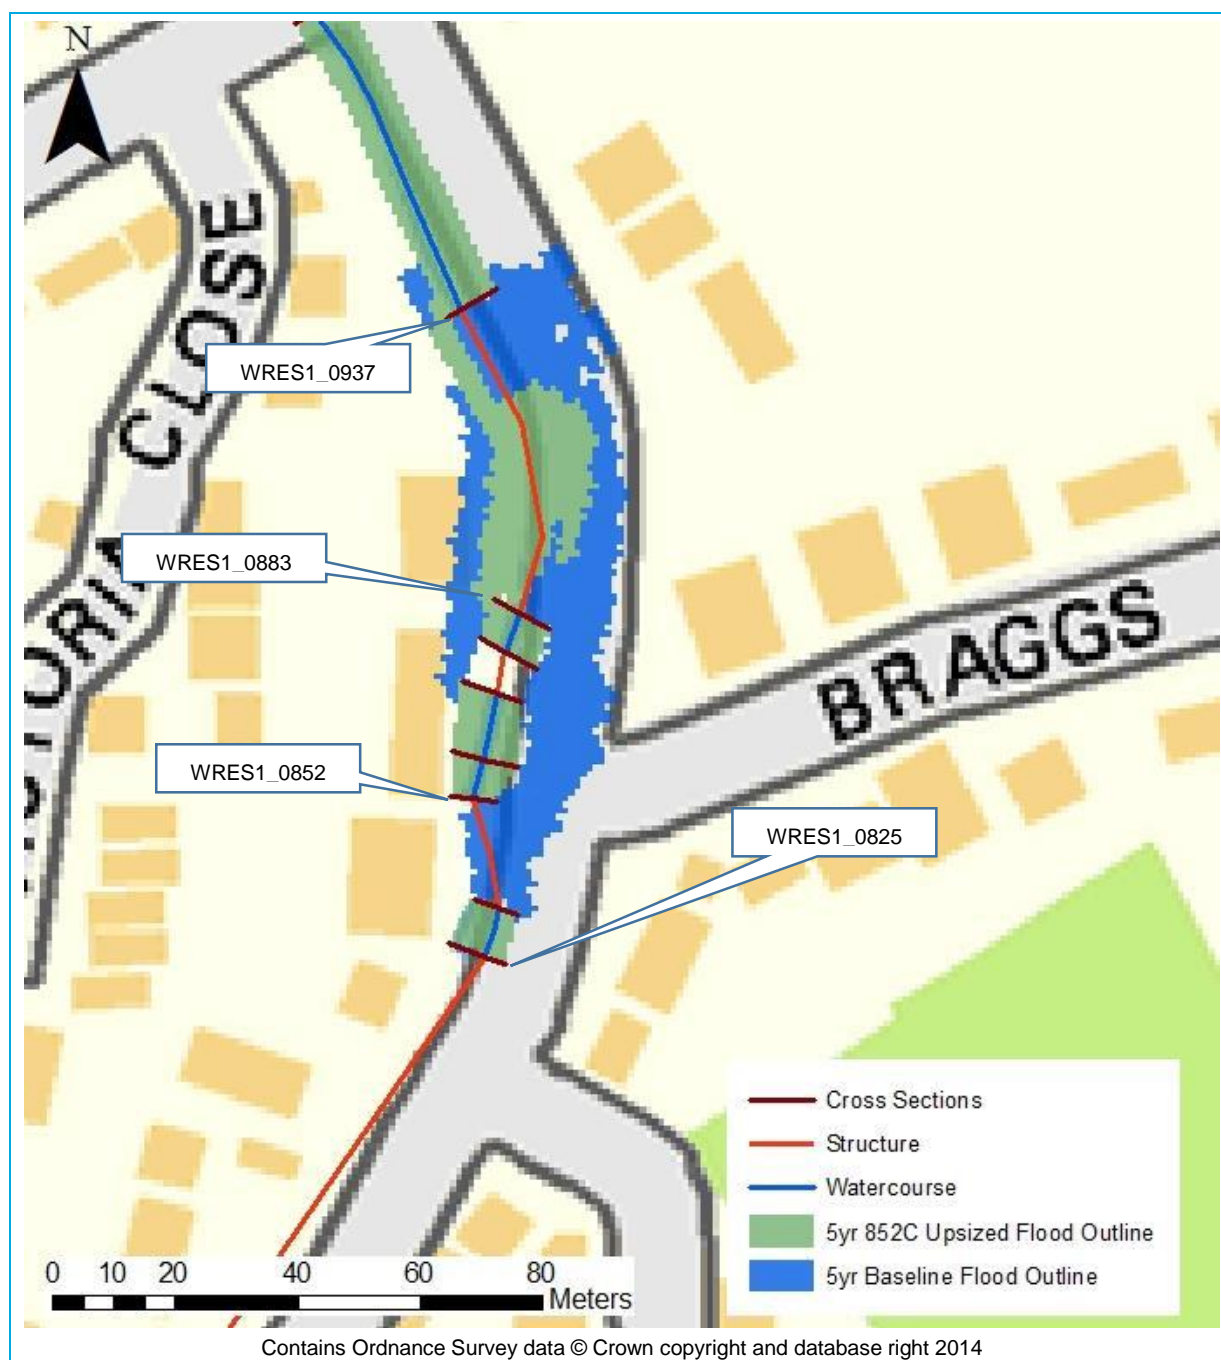 N
CLOSE
WRES1_0937
WRES1_0883
BRAGGS
WRES1_0852
WRES1_0825
Cross Sections
Structure
Watercourse
5yr 852C Upsized Flood Outline
5yr Baseline Flood Outline
0 10 20 40 60 80
Meters
Contains Ordnance Survey data © Crown copyright and database right 2014